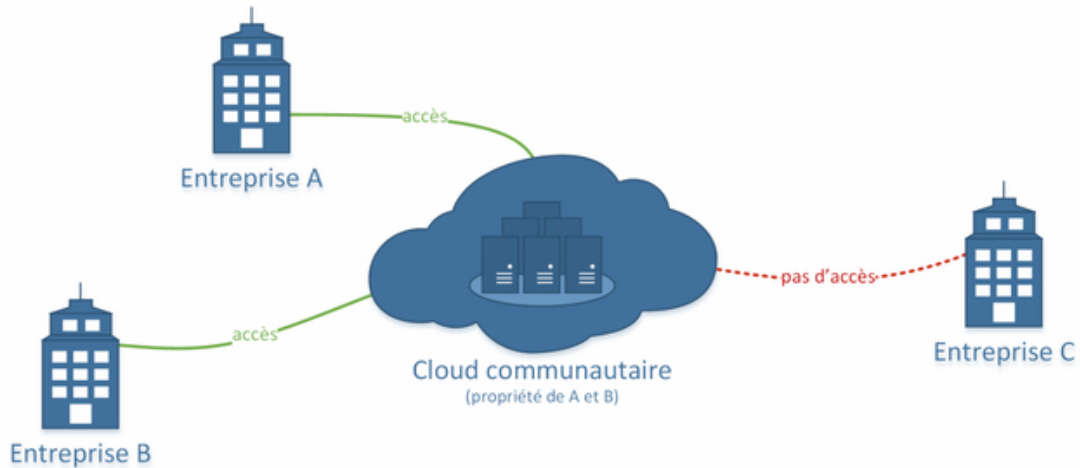 accès
Entreprise A
pas d'accès
accès
Entreprise C
Cloud communautaire
(propriété de A et B)
Entreprise B